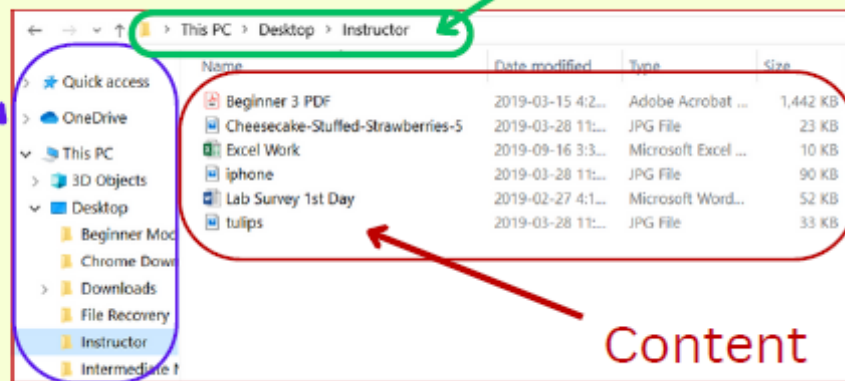 This PC > Desktop > Instructor
Name Date modified Type Size
Quick access
OneDrive
This PC
3D Objects
Desktop
Beginner Moc
Chrome Down
Downloads
File Recovery
Instructor
Intermediate M
Beginner 3 PDF 2019-03-15 4:2... Adobe Acrobat ... 1,442 KB
Cheesecake-Stuffed-Strawberries-5 2019-03-28 11:... JPG File 23 KB
Excel Work 2019-09-16 3:3... Microsoft Excel ... 10 KB
iphone 2019-03-28 11:... JPG File 90 KB
Lab Survey 1st Day 2019-02-27 4:1... Microsoft Word... 52 KB
tulips 2019-03-28 11:... JPG File 33 KB
Content